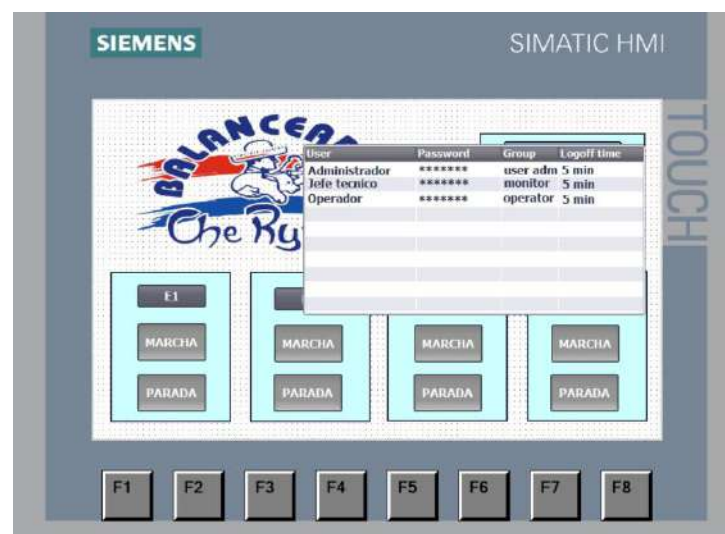 SIEMENS
SIMATIC HMI
TOUCH
Che Ry
User Password Group Logoff time
Administrador ******* user adm 5 min
Jefe tecnico ******* monitor 5 min
Operador ******* operator 5 min
E1
MARCHA MARCHA MARCHA MARCHA
PARADA PARADA PARADA PARADA
F1 F2 F3 F4 F5 F6 F7 F8